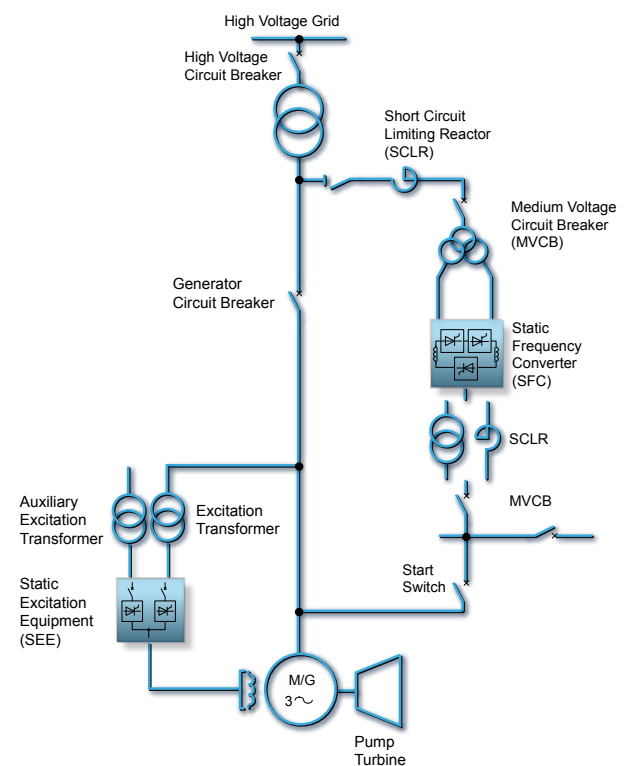 High Voltage Grid
High Voltage
Circuit Breaker
Short Circuit
Limiting Reactor
(SCLR)
Medium Voltage
Circuit Breaker
(MVCB)
Generator
Circuit Breaker
Static
Frequency
Converter
(SFC)
SCLR
Auxiliary
Excitation
Transformer
Excitation
Transformer
MVCB
Static
Excitation
Equipment
(SEE)
Start
Switch
M/G
3~
Pump
Turbine